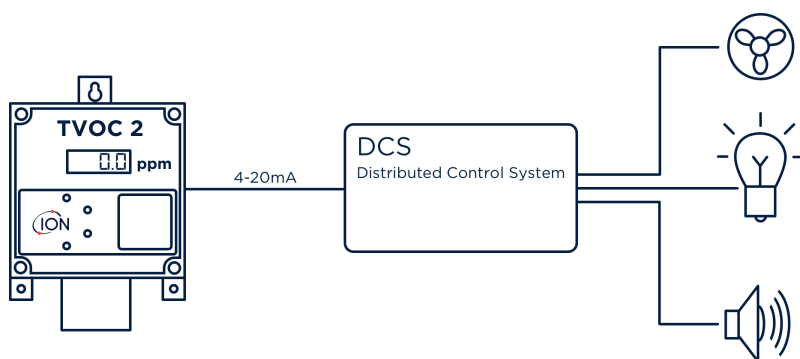 TVOC 2
0.0 ppm
ION
4-20mA
DCS
Distributed Control System